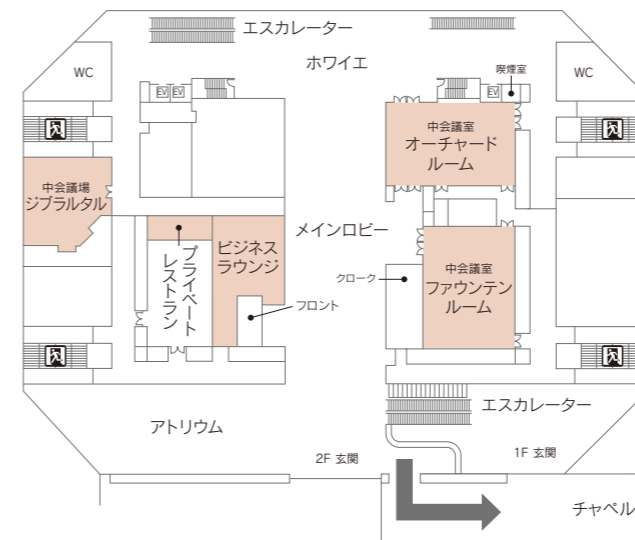 エスカレーター
ホワイエ
WC
EV
EV
EV
喫煙室
WC
中会議室
オーチャード
ルーム
中会議場
ジブラルタル
メインロビー
プライベート
レストラン
ビジネス
ラウンジ
フロント
クローク
中会議室
ファウンテン
ルーム
エスカレーター
アトリウム
2F 玄関
1F 玄関
チャペル